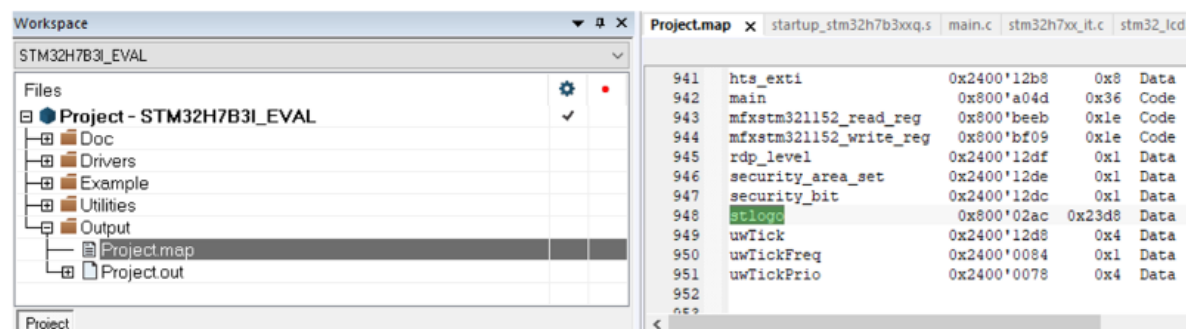 Workspace
STM32H7B3I_EVAL
Files
Project - STM32H7B3I_EVAL
Doc
Drivers
Example
Utilities
Output
Project.map
Project.out
Project
Project.map x startup_stm32h7b3xxq.s main.c stm32h7xx_it.c stm32_lcd
941 hts_exti 0x2400'12b8 0x8 Data
942 main 0x800'a04d 0x36 Code
943 mfxstm32l152_read_reg 0x800'beeb 0x1e Code
944 mfxstm32l152_write_reg 0x800'bf09 0x1e Code
945 rdp_level 0x2400'12df 0x1 Data
946 security_area_set 0x2400'12de 0x1 Data
947 security_bit 0x2400'12dc 0x1 Data
948 stlogo 0x800'02ac 0x23d8 Data
949 uwTick 0x2400'12d8 0x4 Data
950 uwTickFreq 0x2400'0084 0x1 Data
951 uwTickPrio 0x2400'0078 0x4 Data
952